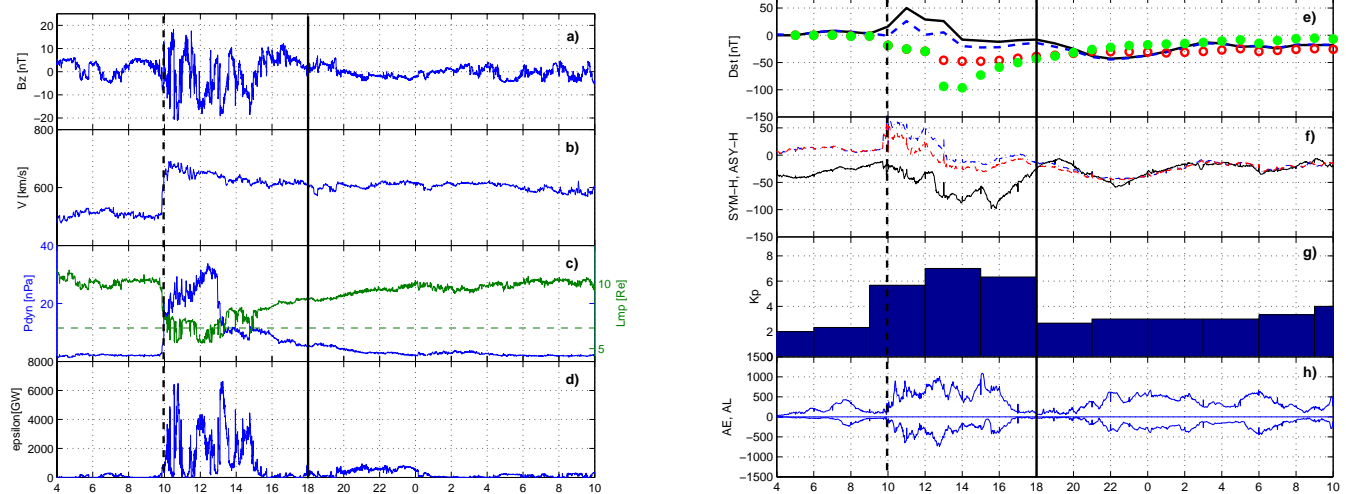 20
10
0
−10
−20
Bz [nT]
a)
800
600
V [km/s]
b)
40
20
Pdyn [nPa]
c)
10
5
Lmp [Re]
8000
6000
4000
2000
0
epsilon[GW]
d)
4 6 8 10 12 14 16 18 20 22 0 2 4 6 8 10
50
0
−50
−100
−150
Dst [nT]
e)
50
0
−50
−100
−150
SYM−H, ASY−H
f)
8
6
4
2
Kp
g)
1500
1000
500
0
−500
−1000
−1500
AE, AL
h)
4 6 8 10 12 14 16 18 20 22 0 2 4 6 8 10